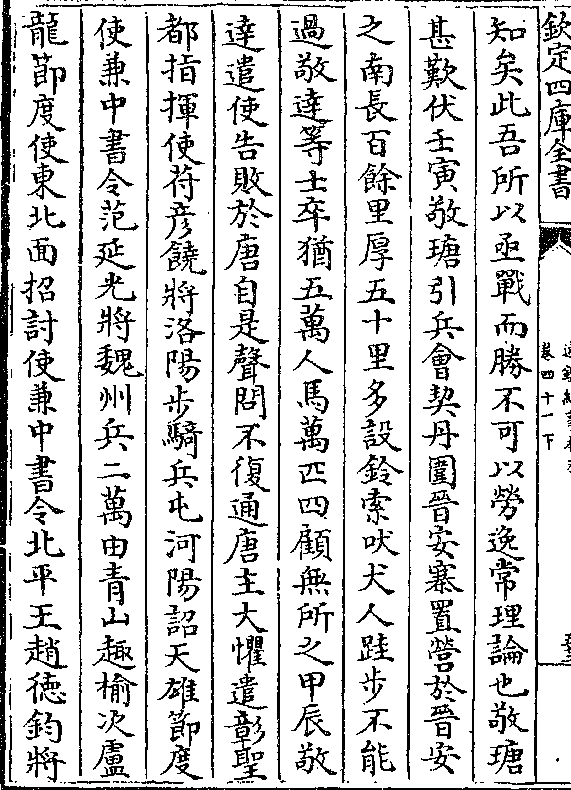 欽定四庫全書
卷四十一下
知矣此吾所以亟戰而勝不可以勞逸常理論也敬瑭
甚歎伏壬寅敬瑭引兵會契丹圍晉安寨置營於晉安
之南長百餘里厚五十里多設鈴索吠犬人跬步不能
過敬達等士卒猶五萬人馬萬匹四顧無所之甲辰敬
達遣使告敗於唐自是聲問不復通唐主大懼遣彰聖
都指揮使苻彦饒將洛陽步騎兵屯河陽詔天雄節度
使兼中書令范延光將魏州兵二萬由青山趣榆次盧
龍節度使東北面招討使兼中書令北平王趙德鈞將